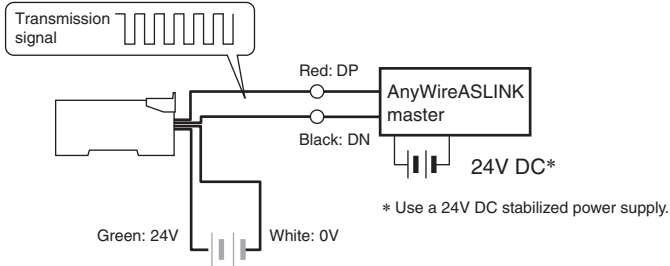 Transmission
signal
Red: DP
AnyWireASLINK
master
Black: DN
24V DC*
* Use a 24V DC stabilized power supply.
Green: 24V
White: 0V